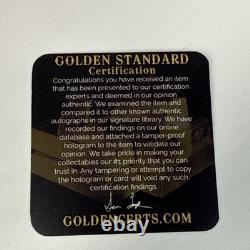 GOLDEN STANDARD
Certification
Congratulations you have received an item
that has been presented to our certification
experts and deemed in our opinion
authentic. We examined the item and
compared it to other known authentic
autographs in our signature library. We have
recorded our findings on our online
database and attached a tamper-proof
hologram to the item to validate our
opinion. We take pride in making your
collectables our #1 priority that you can
trust. Any tampering or attempt to copy
the hologram or card will void any such
certification findings.
GOLDENCERTS.COM